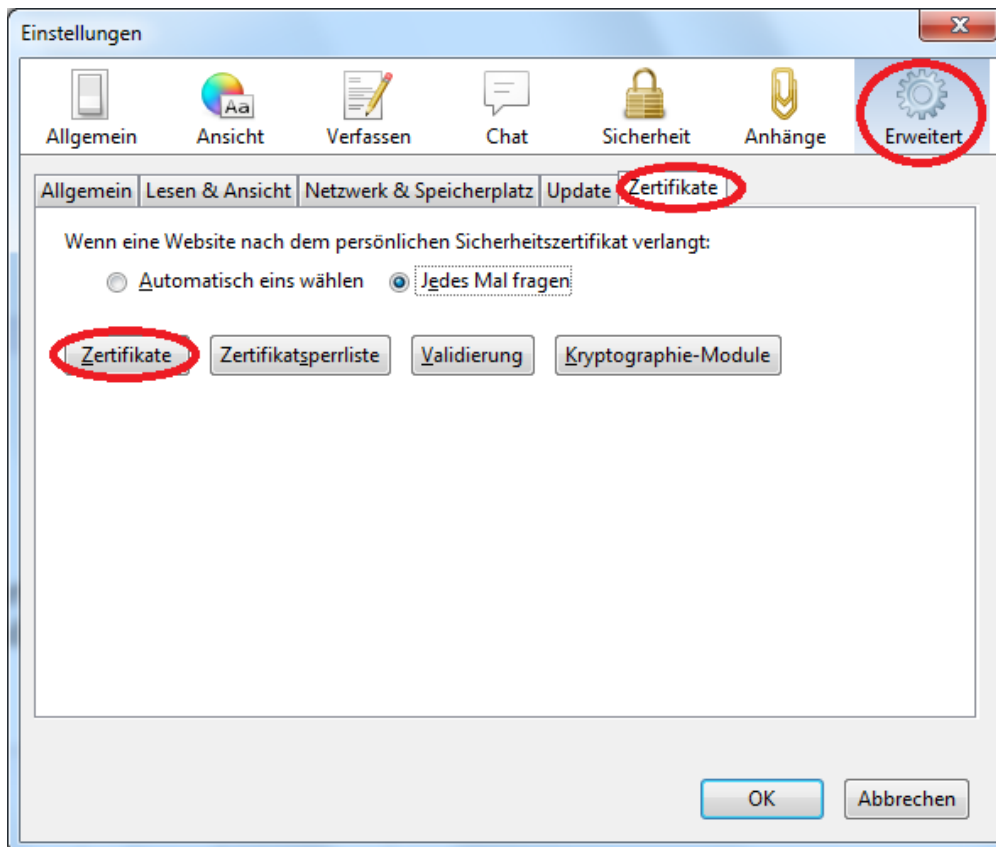 Einstellungen
Aa
Allgemein Ansicht Verfassen Chat Sicherheit Anhänge Erweitert
Allgemein Lesen & Ansicht Netzwerk & Speicherplatz Update Zertifikate
Wenn eine Website nach dem persönlichen Sicherheitszertifikat verlangt:
Automatisch eins wählen Jedes Mal fragen
Zertifikate Zertifikatsperrliste Validierung Kryptographie-Module
OK Abbrechen